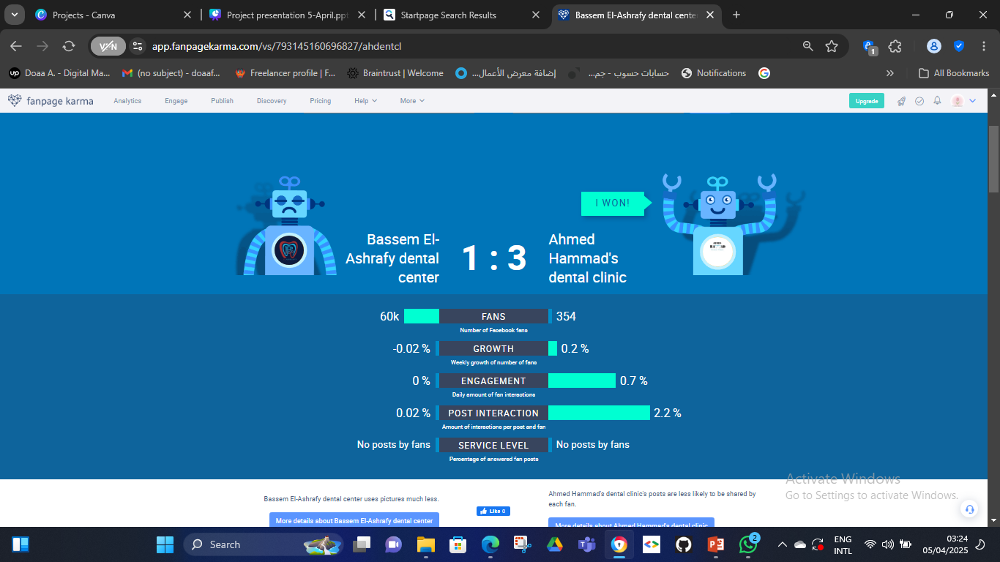 Projects - Canva
Project presentation 5-April.ppt
Startpage Search Results
Bassem El-Ashrafy dental cente
VPN
app.fanpagekarma.com/vs/793145160696827/ahdentcl
1
Doaa A. - Digital Ma...
(no subject) - doaaf...
Freelancer profile | F...
Braintrust | Welcome
إضافة معرض الأعمال...
حسابات حسوب - جم...
Notifications
All Bookmarks
fanpage karma
Analytics
Engage
Publish
Discovery
Pricing
Help
More
Upgrade
I WON!
Bassem El-
Ashrafy dental
center
1 : 3
Ahmed
Hammad's
dental clinic
60k FANS 354
Number of Facebook fans
-0.02 % GROWTH 0.2 %
Weekly growth of number of fans
0 % ENGAGEMENT 0.7 %
Daily amount of fan interactions
0.02 % POST INTERACTION 2.2 %
Amount of interactions per post and fan
No posts by fans SERVICE LEVEL No posts by fans
Percentage of answered fan posts
Bassem El-Ashrafy dental center uses pictures much less.
More details about Bassem El-Ashrafy dental center
Like 0
Ahmed Hammad's dental clinic's posts are less likely to be shared by
each fan.
More details about Ahmed Hammad's dental clinic
Activate Windows
Go to Settings to activate Windows.
Search
2
ENG
INTL
03:24
05/04/2025